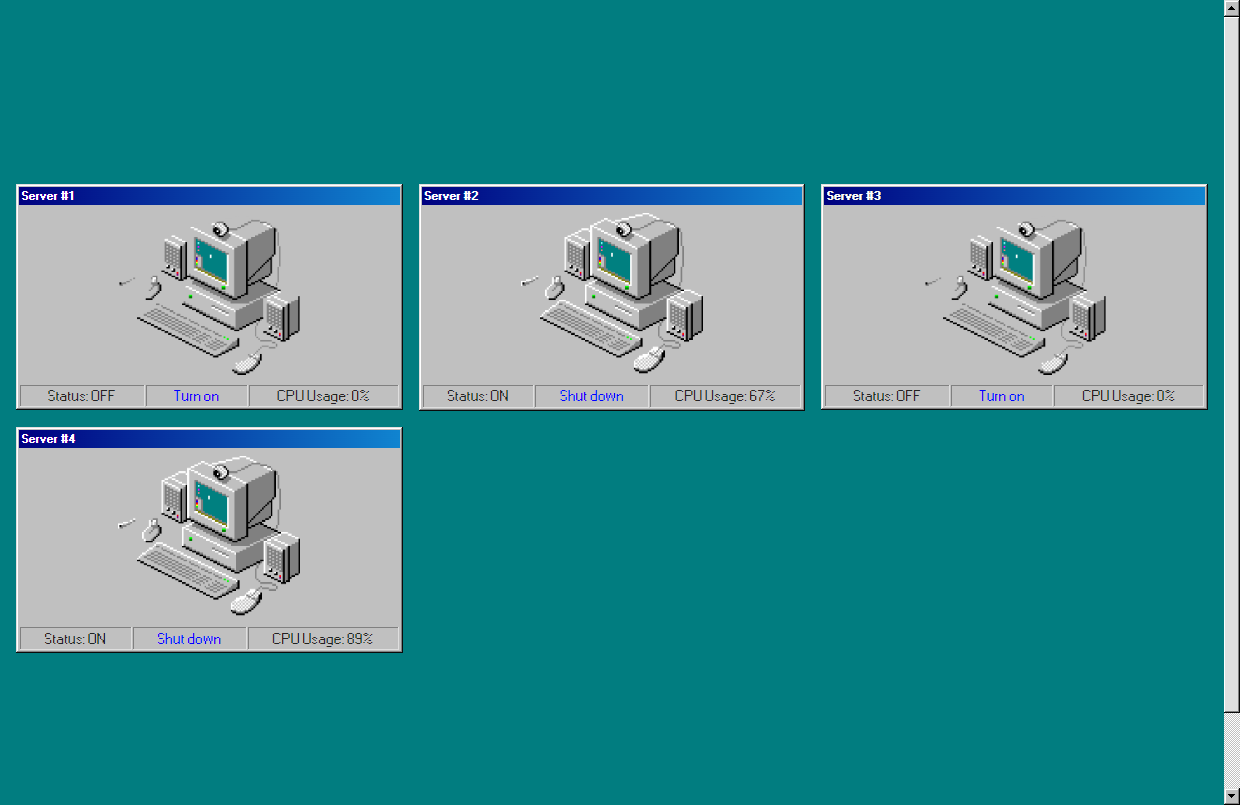 Server #1
Status: OFF Turn on CPU Usage: 0%
Server #2
Status: ON Shut down CPU Usage: 67%
Server #3
Status: OFF Turn on CPU Usage: 0%
Server #4
Status: ON Shut down CPU Usage: 89%